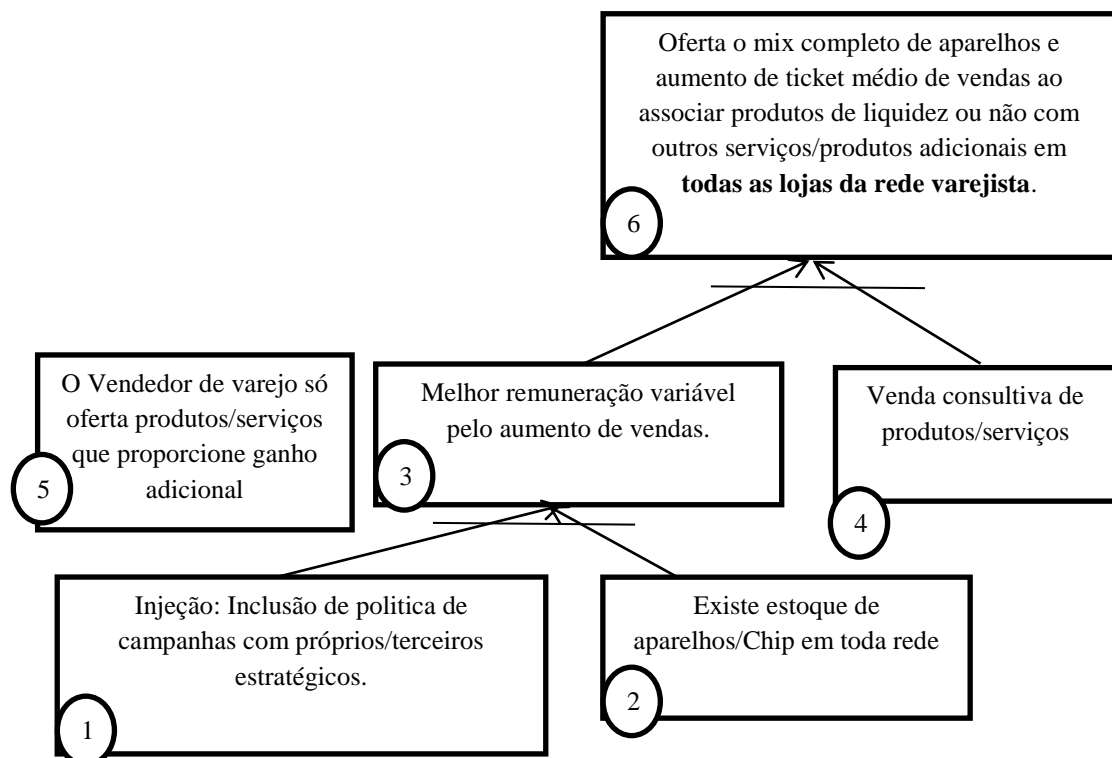 Oferta o mix completo de aparelhos e
aumento de ticket médio de vendas ao
associar produtos de liquidez ou não com
outros serviços/produtos adicionais em
todas as lojas da rede varejista.
6
O Vendedor de varejo só
oferta produtos/serviços
que proporcione ganho
adicional
5
Melhor remuneração variável
pelo aumento de vendas.
3
Venda consultiva de
produtos/serviços
4
Injeção: Inclusão de politica de
campanhas com próprios/terceiros
estratégicos.
1
Existe estoque de
aparelhos/Chip em toda rede
2